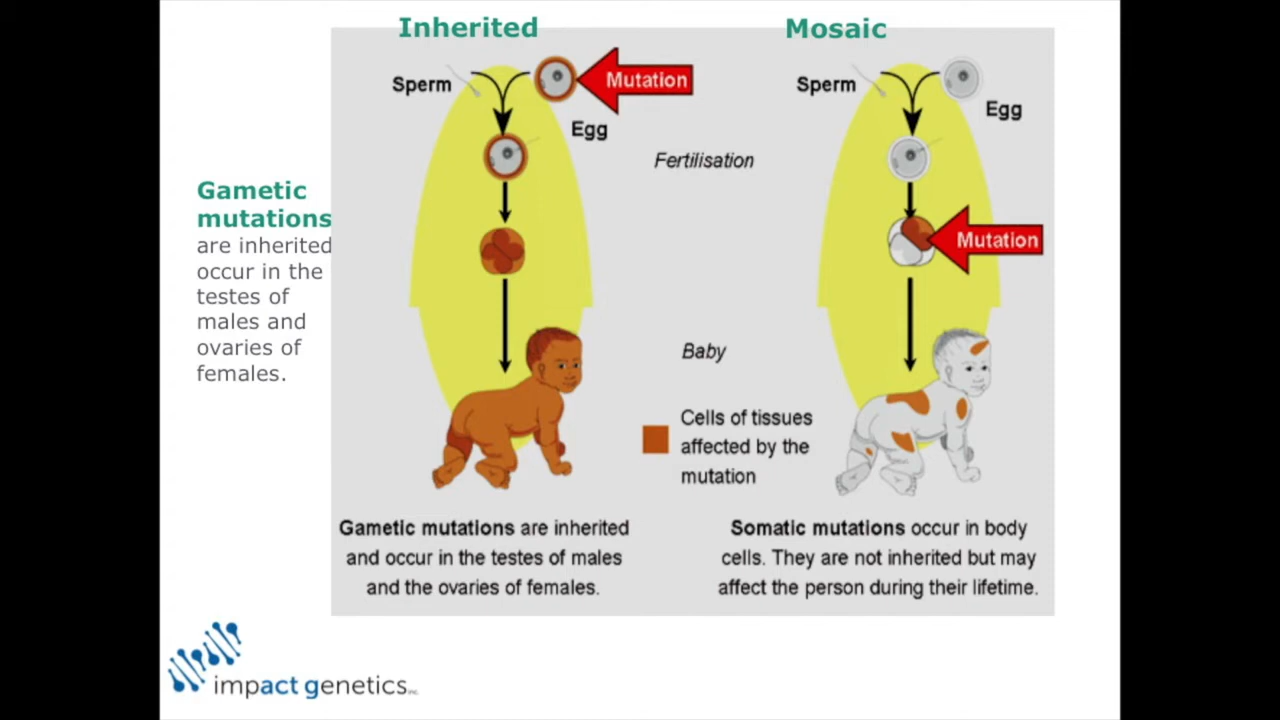 Inherited
Mosaic
Sperm
Mutation
Egg
Sperm
Egg
Fertilisation
Gametic
mutations
are inherited
occur in the
testes of
males and
ovaries of
females.
Mutation
Baby
Cells of tissues
affected by the
mutation
Gametic mutations are inherited
and occur in the testes of males
and the ovaries of females.
Somatic mutations occur in body
cells. They are not inherited but may
affect the person during their lifetime.
impact genetics inc.